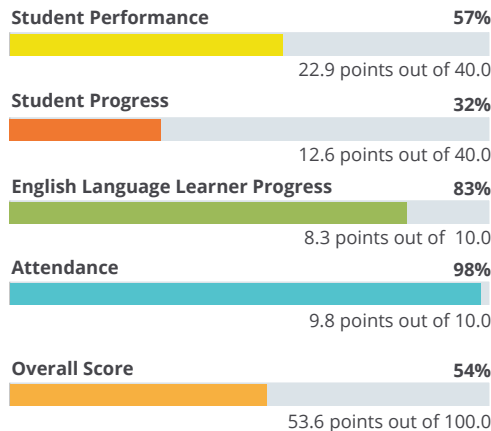 Student Performance 57%
22.9 points out of 40.0
Student Progress 32%
12.6 points out of 40.0
English Language Learner Progress 83%
8.3 points out of 10.0
Attendance 98%
9.8 points out of 10.0
Overall Score 54%
53.6 points out of 100.0